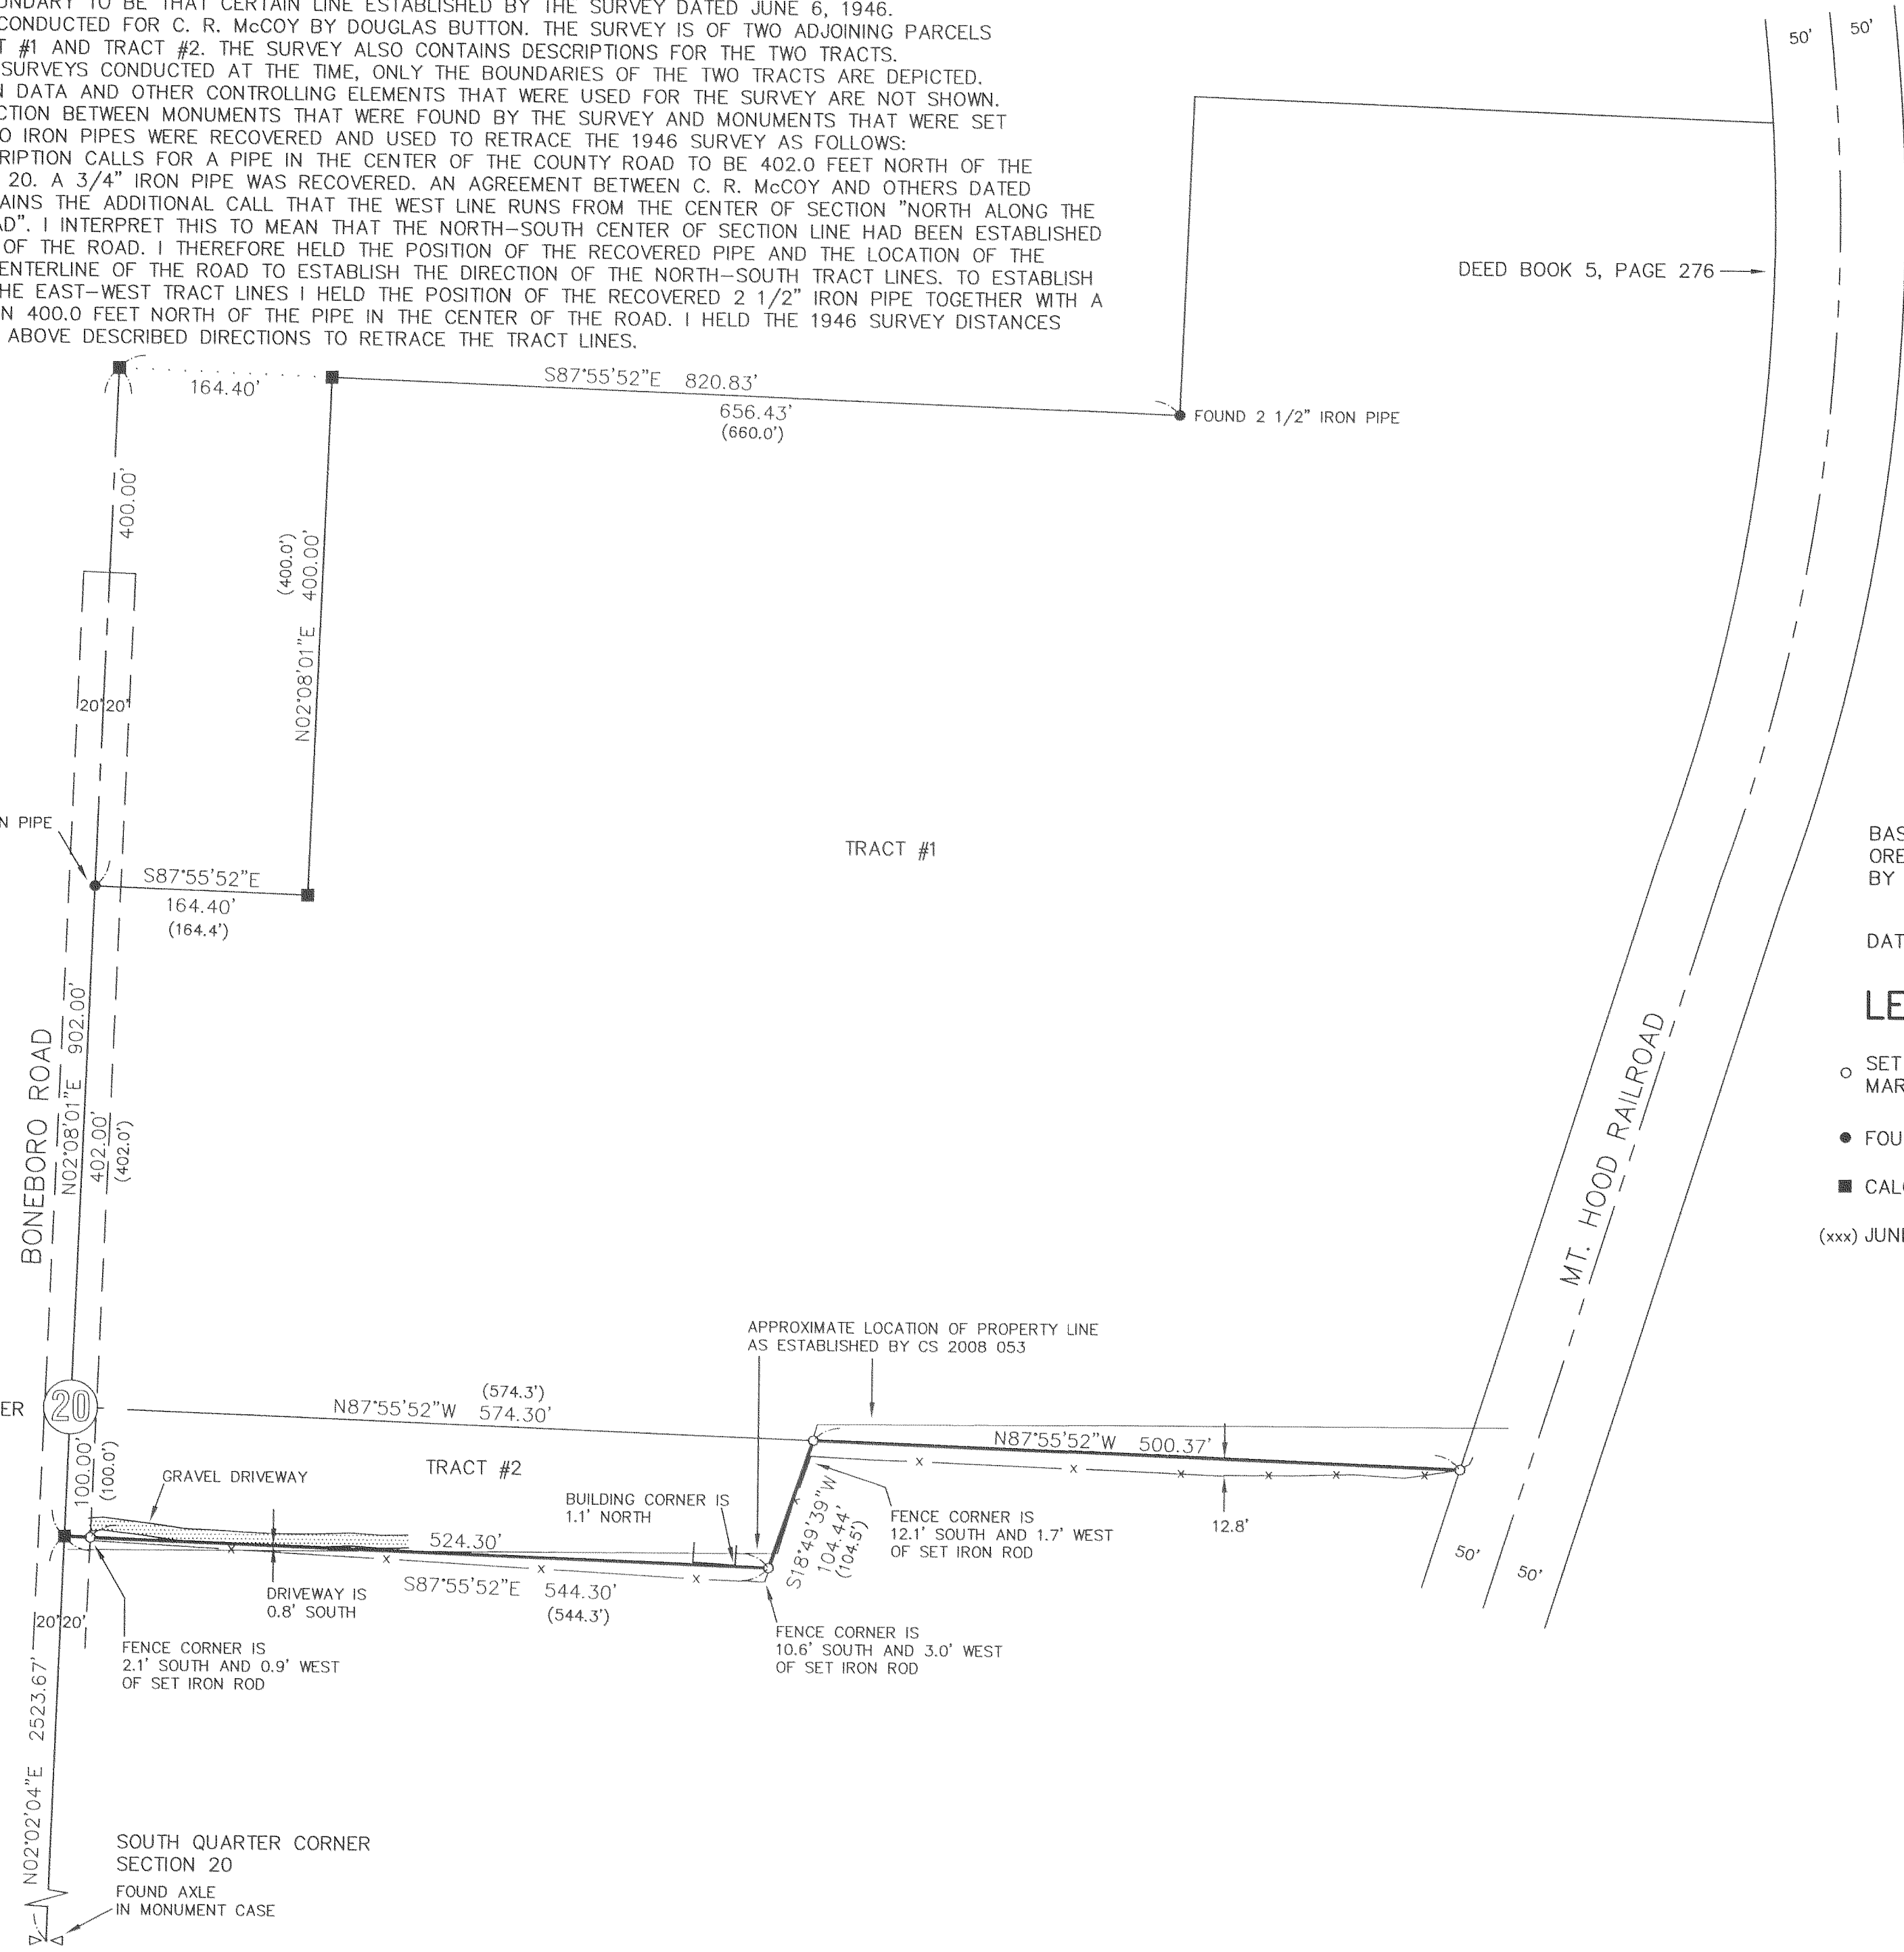 UNDARY TO BE THAT CERTAIN LINE ESTABLISHED BY THE SURVEY DATED JUNE 6, 1946.
CONDUCTED FOR C. R. McCOY BY DOUGLAS BUTTON. THE SURVEY IS OF TWO ADJOINING PARCELS
T #1 AND TRACT #2. THE SURVEY ALSO CONTAINS DESCRIPTIONS FOR THE TWO TRACTS.
SURVEYS CONDUCTED AT THE TIME, ONLY THE BOUNDARIES OF THE TWO TRACTS ARE DEPICTED.
N DATA AND OTHER CONTROLLING ELEMENTS THAT WERE USED FOR THE SURVEY ARE NOT SHOWN.
CTION BETWEEN MONUMENTS THAT WERE FOUND BY THE SURVEY AND MONUMENTS THAT WERE SET
O IRON PIPES WERE RECOVERED AND USED TO RETRACE THE 1946 SURVEY AS FOLLOWS:
RIPTION CALLS FOR A PIPE IN THE CENTER OF THE COUNTY ROAD TO BE 402.0 FEET NORTH OF THE
20. A 3/4" IRON PIPE WAS RECOVERED. AN AGREEMENT BETWEEN C. R. McCOY AND OTHERS DATED
AINS THE ADDITIONAL CALL THAT THE WEST LINE RUNS FROM THE CENTER OF SECTION "NORTH ALONG THE
AD". I INTERPRET THIS TO MEAN THAT THE NORTH-SOUTH CENTER OF SECTION LINE HAD BEEN ESTABLISHED
OF THE ROAD. I THEREFORE HELD THE POSITION OF THE RECOVERED PIPE AND THE LOCATION OF THE
ENTERLINE OF THE ROAD TO ESTABLISH THE DIRECTION OF THE NORTH-SOUTH TRACT LINES. TO ESTABLISH
HE EAST-WEST TRACT LINES I HELD THE POSITION OF THE RECOVERED 2 1/2" IRON PIPE TOGETHER WITH A
N 400.0 FEET NORTH OF THE PIPE IN THE CENTER OF THE ROAD. I HELD THE 1946 SURVEY DISTANCES
ABOVE DESCRIBED DIRECTIONS TO RETRACE THE TRACT LINES.
50' 50'
DEED BOOK 5, PAGE 276
164.40'
S87°55'52"E 820.83'
656.43'
(660.0')
FOUND 2 1/2" IRON PIPE
400.00'
(400.0')
N02°08'01"E 400.00'
20' 20'
N PIPE
S87°55'52"E
164.40'
(164.4')
TRACT #1
BAS
ORE
BY
DAT
LE
SET
MAR
FOU
CAL
(xxx) JUN
BONEBORO ROAD
N02°08'01"E 902.00'
402.00'
(402.0')
MT. HOOD RAILROAD
APPROXIMATE LOCATION OF PROPERTY LINE
AS ESTABLISHED BY CS 2008 053
ER
20
(574.3')
N87°55'52"W 574.30'
N87°55'52"W 500.37'
100.00'
(100.0')
GRAVEL DRIVEWAY
TRACT #2
BUILDING CORNER IS
1.1' NORTH
S18°49'39"W
104.44'
(104.5')
FENCE CORNER IS
12.1' SOUTH AND 1.7' WEST
OF SET IRON ROD
12.8'
50'
50'
524.30'
S87°55'52"E 544.30'
(544.3')
DRIVEWAY IS
0.8' SOUTH
20' 20'
FENCE CORNER IS
2.1' SOUTH AND 0.9' WEST
OF SET IRON ROD
FENCE CORNER IS
10.6' SOUTH AND 3.0' WEST
OF SET IRON ROD
N02°02'04"E 2523.67'
SOUTH QUARTER CORNER
SECTION 20
FOUND AXLE
IN MONUMENT CASE